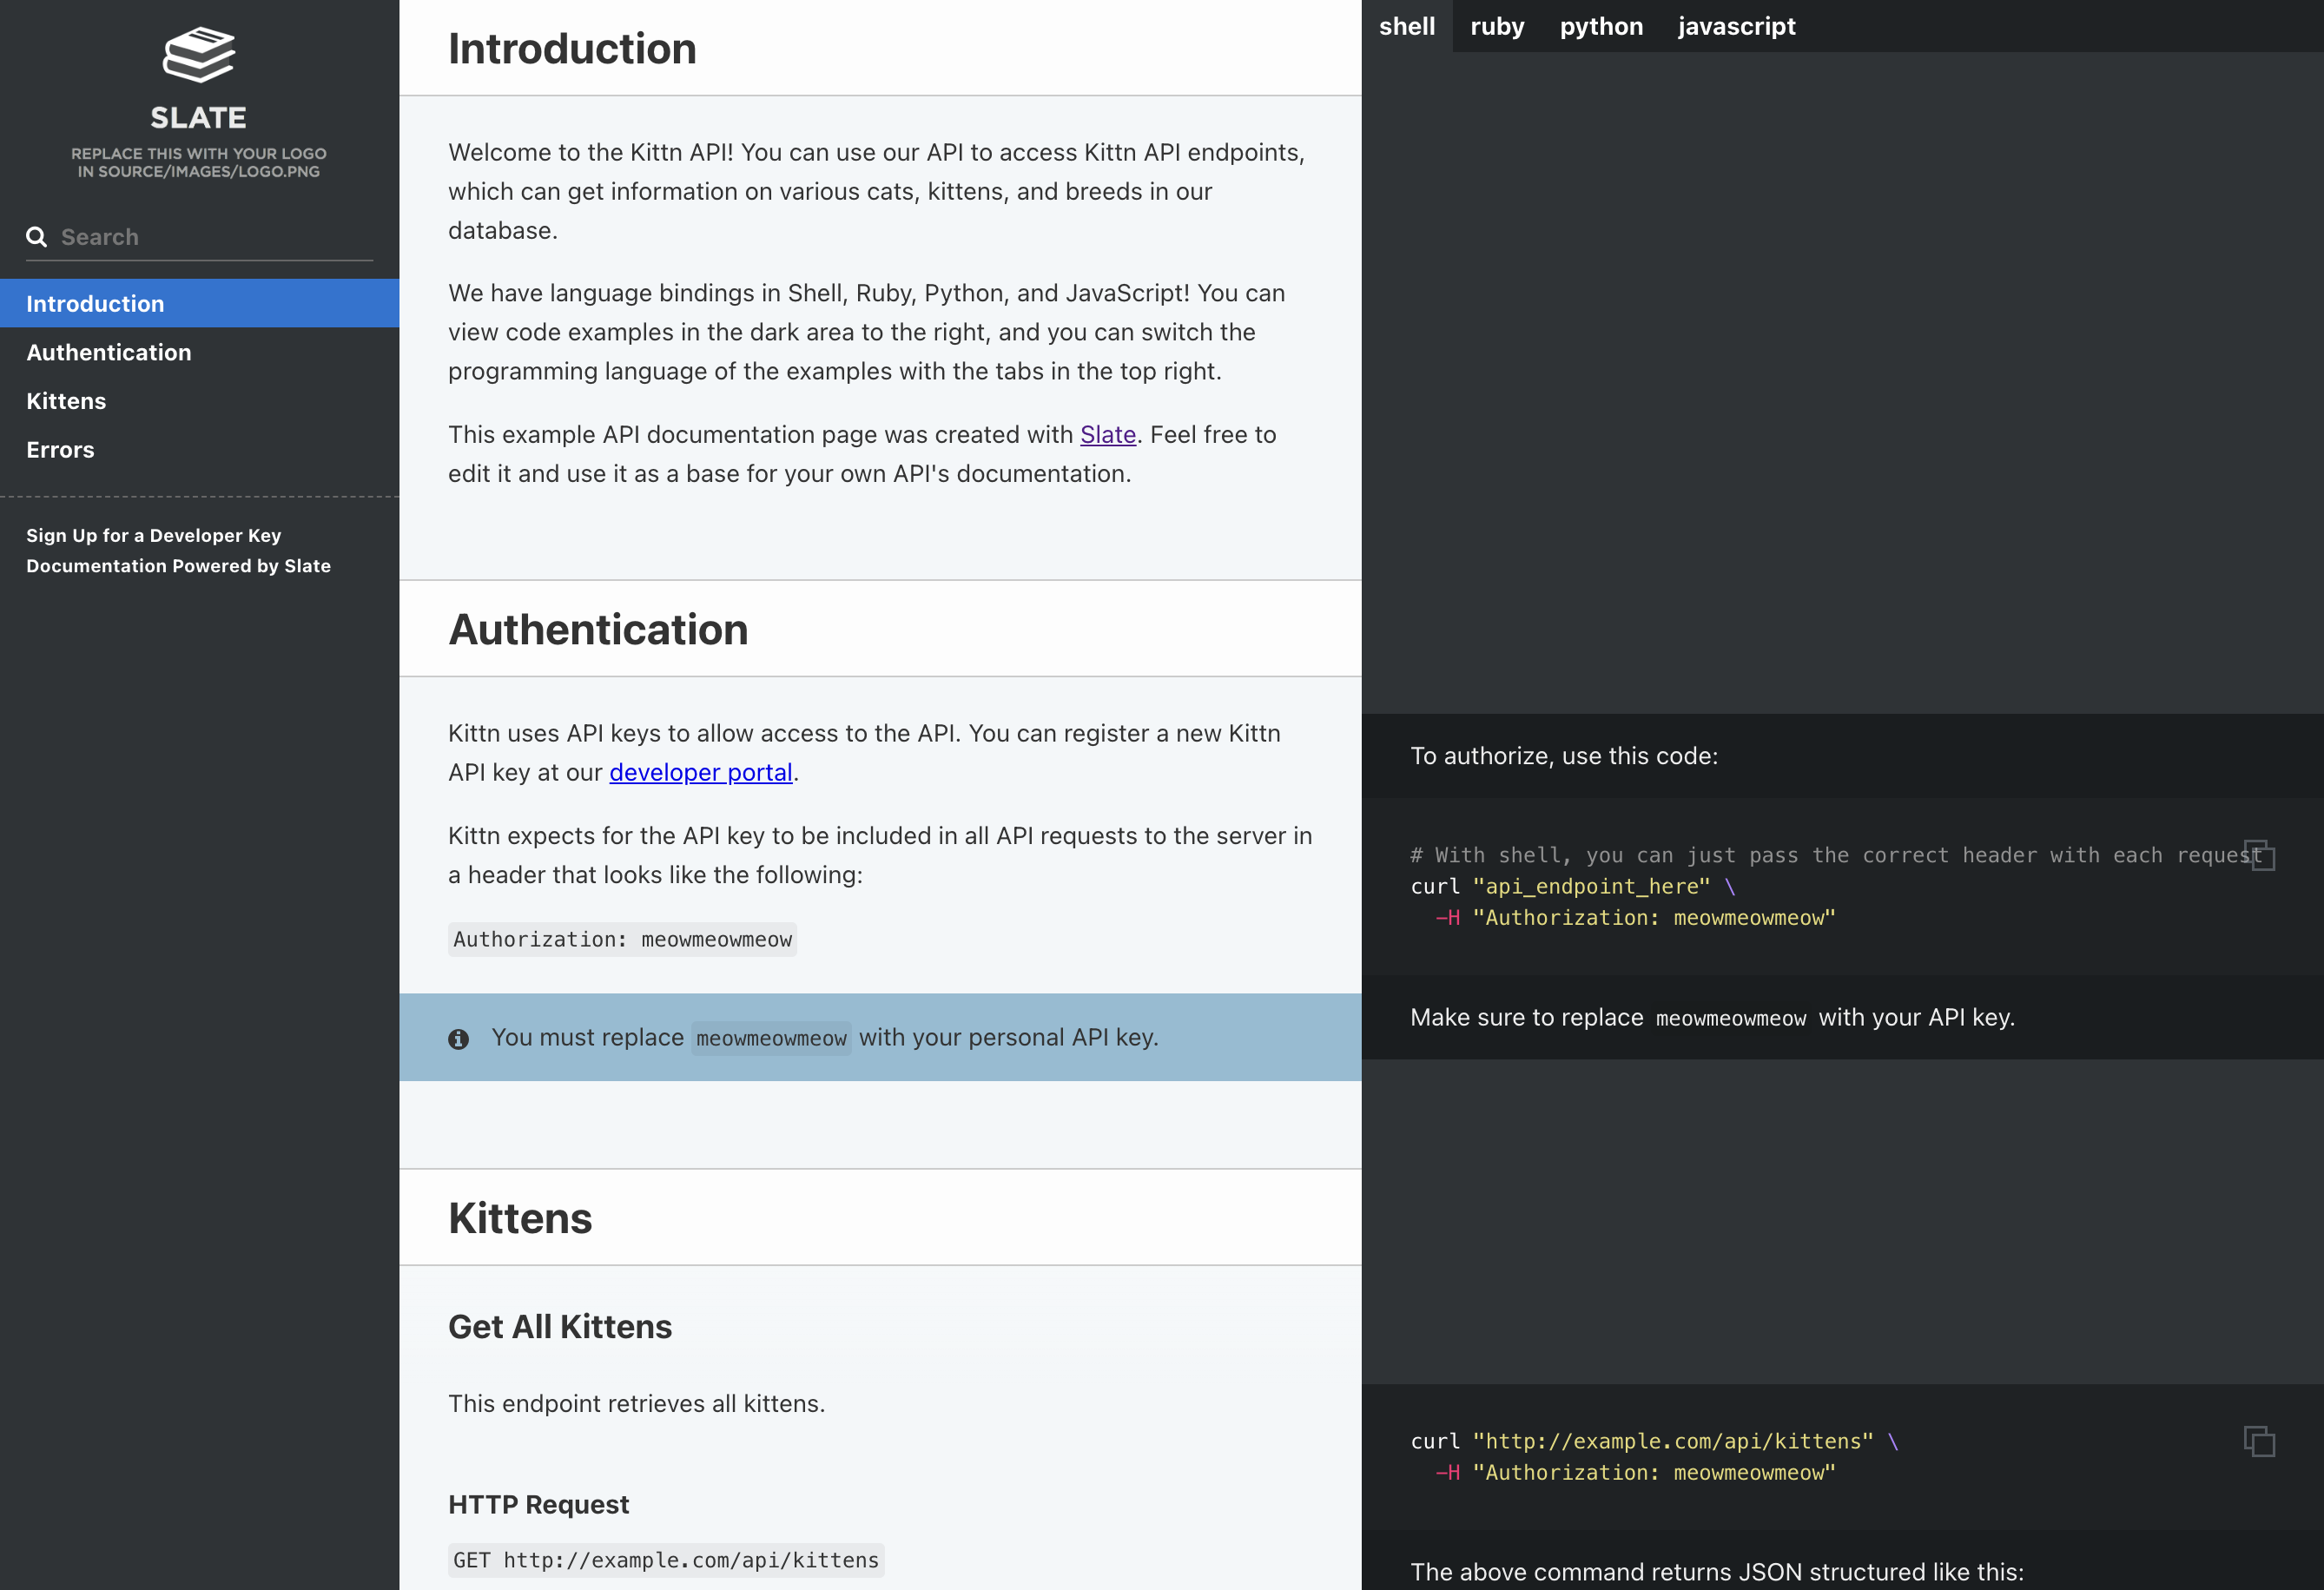 SLATE
REPLACE THIS WITH YOUR LOGO
IN SOURCE/IMAGES/LOGO.PNG
Search
Introduction
Authentication
Kittens
Errors
Sign Up for a Developer Key
Documentation Powered by Slate
Introduction
Welcome to the Kittn API! You can use our API to access Kittn API endpoints,
which can get information on various cats, kittens, and breeds in our
database.
We have language bindings in Shell, Ruby, Python, and JavaScript! You can
view code examples in the dark area to the right, and you can switch the
programming language of the examples with the tabs in the top right.
This example API documentation page was created with Slate. Feel free to
edit it and use it as a base for your own API's documentation.
Authentication
Kittn uses API keys to allow access to the API. You can register a new Kittn
API key at our developer portal.
Kittn expects for the API key to be included in all API requests to the server in
a header that looks like the following:
Authorization: meowmeowmeow
You must replace meowmeowmeow with your personal API key.
Kittens
Get All Kittens
This endpoint retrieves all kittens.
HTTP Request
GET http://example.com/api/kittens
shell ruby python javascript
To authorize, use this code:
# With shell, you can just pass the correct header with each request
curl "api_endpoint_here" \
  -H "Authorization: meowmeowmeow"
Make sure to replace meowmeowmeow with your API key.
curl "http://example.com/api/kittens" \
  -H "Authorization: meowmeowmeow"
The above command returns JSON structured like this: